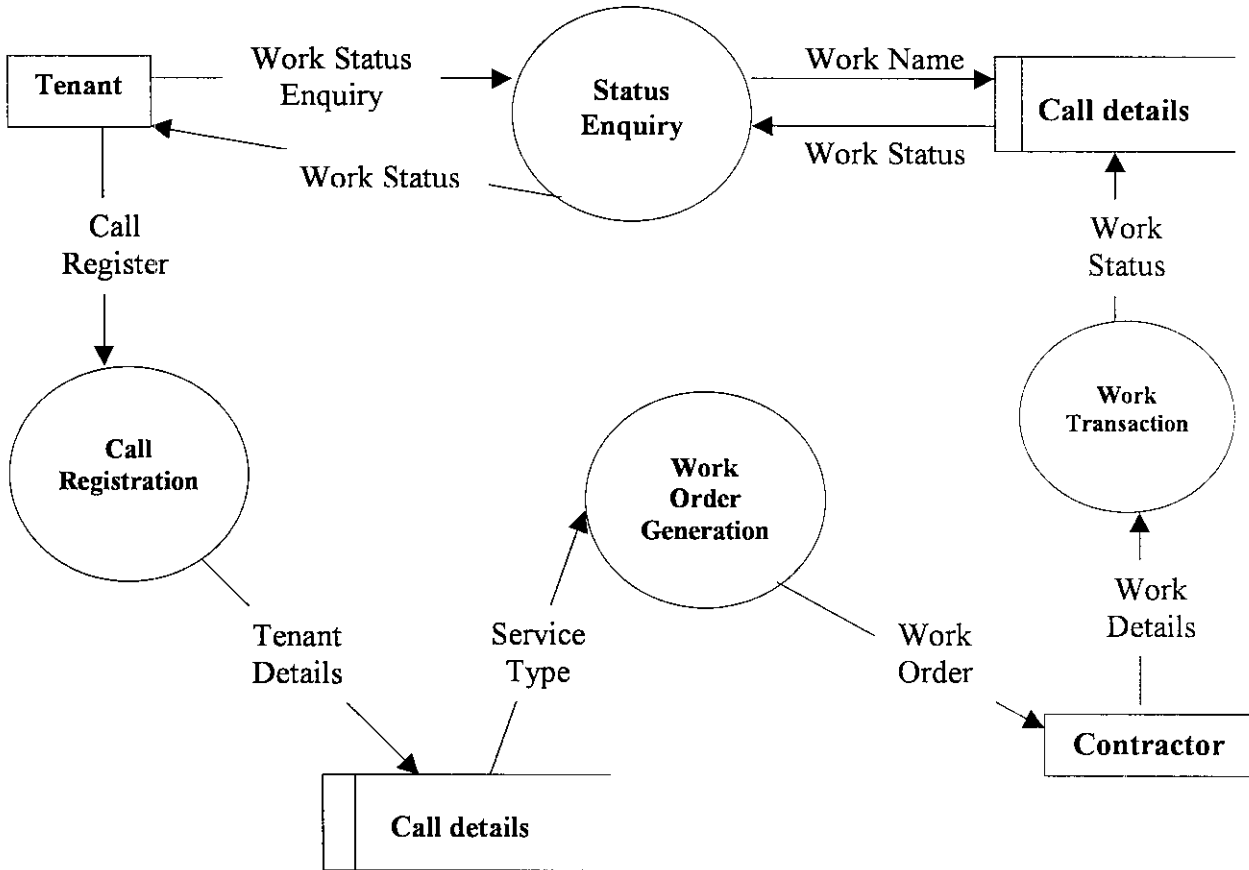 Tenant
Work Status
Enquiry
Status
Enquiry
Work Name
Call details
Work Status
Work Status
Call
Register
Work
Status
Call
Registration
Work
Order
Generation
Work
Transaction
Tenant
Details
Service
Type
Work
Order
Work
Details
Contractor
Call details